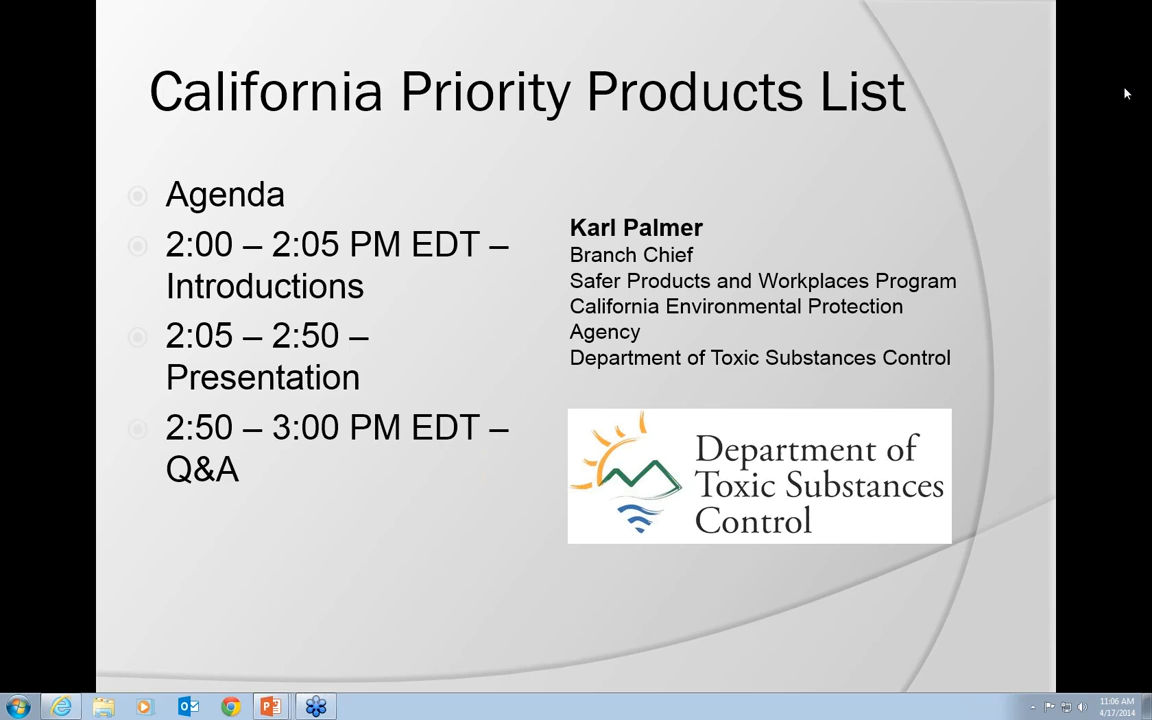 California Priority Products List
Agenda
2:00 – 2:05 PM EDT –
Introductions
2:05 – 2:50 –
Presentation
2:50 – 3:00 PM EDT –
Q&A
Karl Palmer
Branch Chief
Safer Products and Workplaces Program
California Environmental Protection
Agency
Department of Toxic Substances Control
Department of
Toxic Substances
Control
11:06 AM
4/17/2014